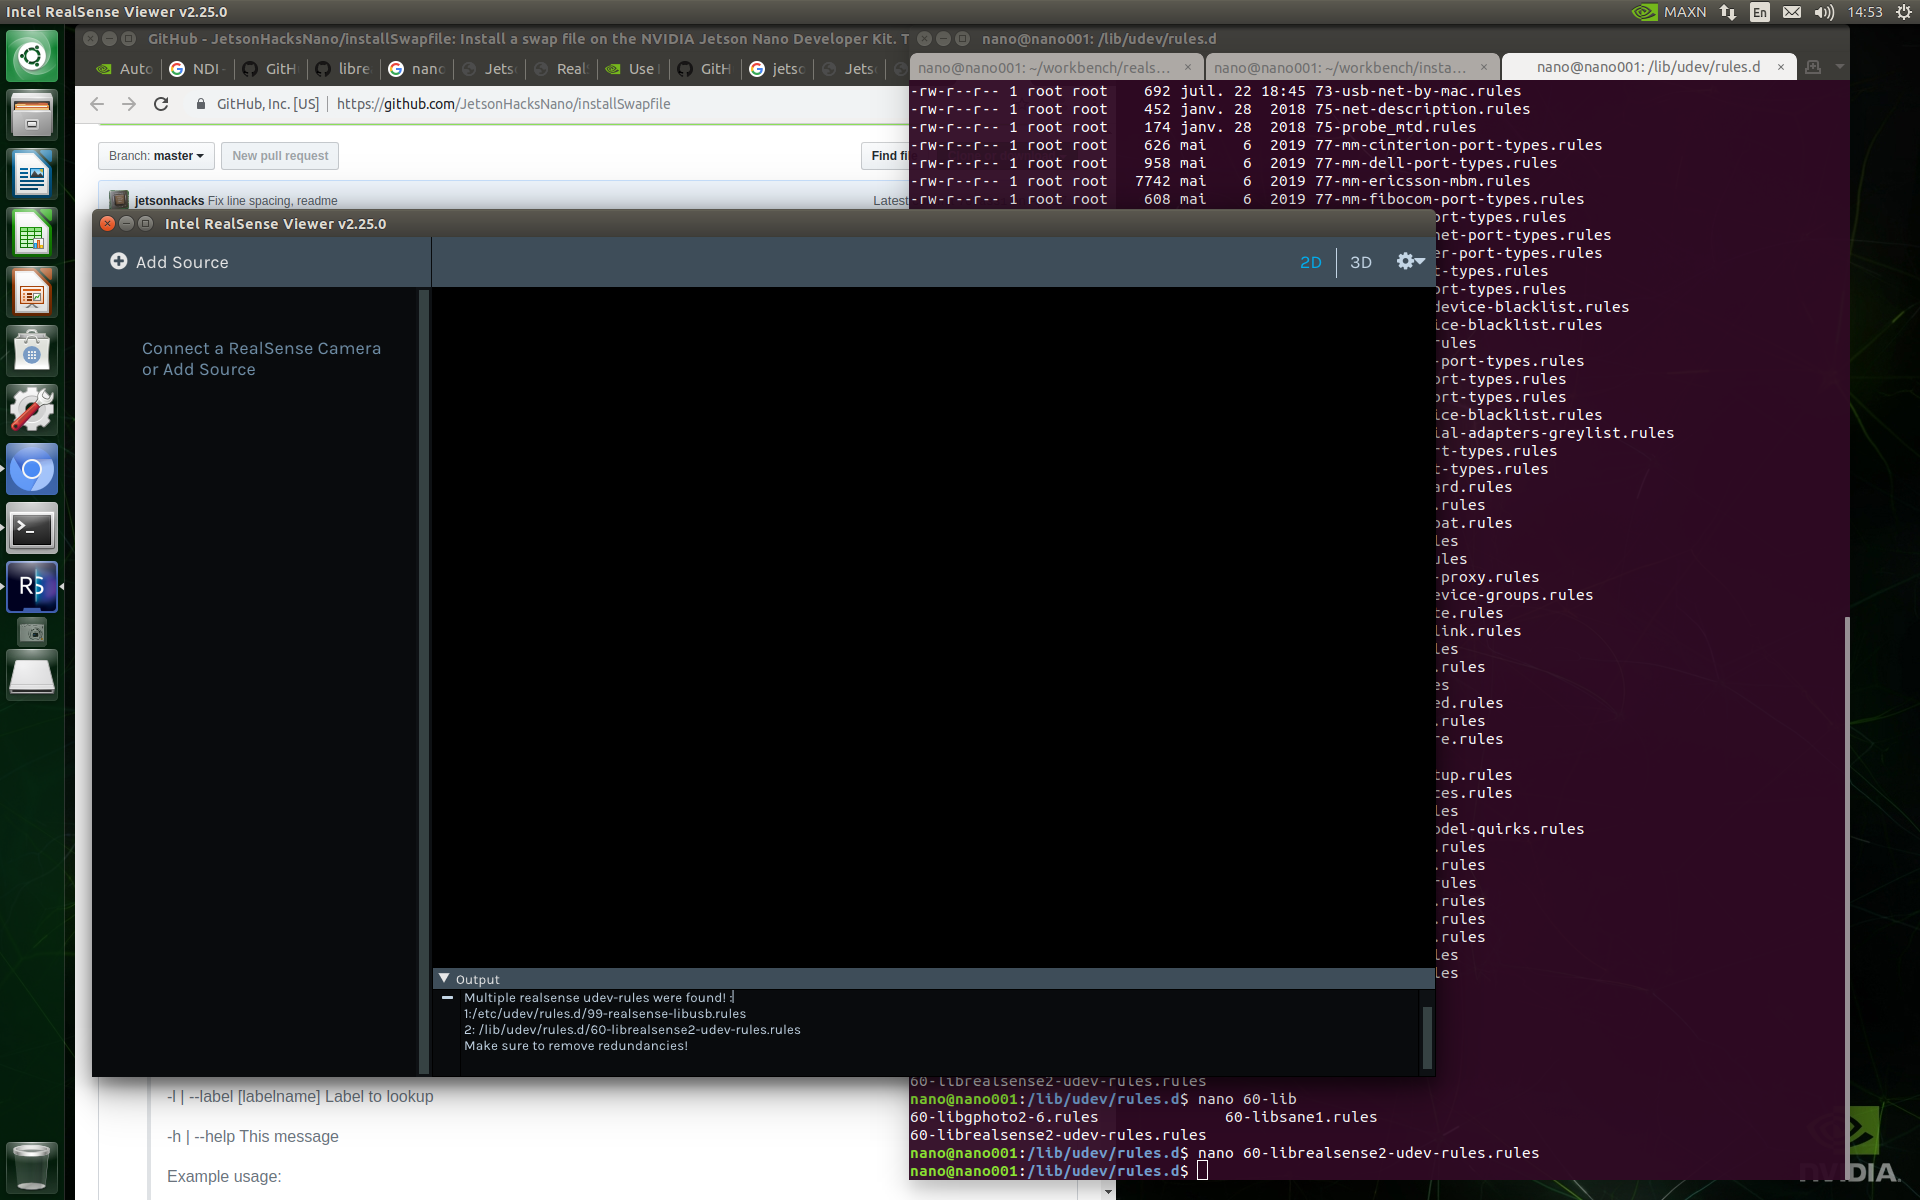 Intel RealSense Viewer v2.25.0
MAXN
En
14:53
GitHub - JetsonHacksNano/installSwapfile: Install a swap file on the NVIDIA Jetson Nano Developer Kit. T
Auto
NDI
GitH
libre
nano
Jets
Real
Use
GitH
jetso
Jets
GitHub, Inc. [US]
https://github.com/JetsonHacksNano/installSwapfile
Branch: master
New pull request
Find fi
jetsonhacks Fix line spacing, readme
Latest
nano@nano001: /lib/udev/rules.d
nano@nano001: ~/workbench/reals... ×
nano@nano001: ~/workbench/insta... ×
nano@nano001: /lib/udev/rules.d ×
-rw-r--r-- 1 root root 692 juil. 22 18:45 73-usb-net-by-mac.rules
-rw-r--r-- 1 root root 452 janv. 28 2018 75-net-description.rules
-rw-r--r-- 1 root root 174 janv. 28 2018 75-probe_mtd.rules
-rw-r--r-- 1 root root 626 mai 6 2019 77-mm-cinterion-port-types.rules
-rw-r--r-- 1 root root 958 mai 6 2019 77-mm-dell-port-types.rules
-rw-r--r-- 1 root root 7742 mai 6 2019 77-mm-ericsson-mbm.rules
-rw-r--r-- 1 root root 608 mai 6 2019 77-mm-fibocom-port-types.rules
ort-types.rules
net-port-types.rules
er-port-types.rules
t-types.rules
ort-types.rules
device-blacklist.rules
ice-blacklist.rules
rules
-port-types.rules
ort-types.rules
ort-types.rules
ice-blacklist.rules
ial-adapters-greylist.rules
rt-types.rules
t-types.rules
ard.rules
.rules
pat.rules
les
ules
-proxy.rules
evice-groups.rules
te.rules
link.rules
les
.rules
es
ed.rules
.rules
re.rules
tup.rules
ces.rules
les
odel-quirks.rules
.rules
.rules
rules
.rules
.rules
.rules
les
les
60-librealsense2-udev-rules.rules
nano@nano001:/lib/udev/rules.d$ nano 60-lib
60-libgphoto2-6.rules 60-libsane1.rules
60-librealsense2-udev-rules.rules
nano@nano001:/lib/udev/rules.d$ nano 60-librealsense2-udev-rules.rules
nano@nano001:/lib/udev/rules.d$
Intel RealSense Viewer v2.25.0
Add Source
2D
3D
Connect a RealSense Camera
or Add Source
Output
Multiple realsense udev-rules were found! :
1:/etc/udev/rules.d/99-realsense-libusb.rules
2: /lib/udev/rules.d/60-librealsense2-udev-rules.rules
Make sure to remove redundancies!
-l | --label [labelname] Label to lookup
-h | --help This message
Example usage:
RS
NVIDIA.